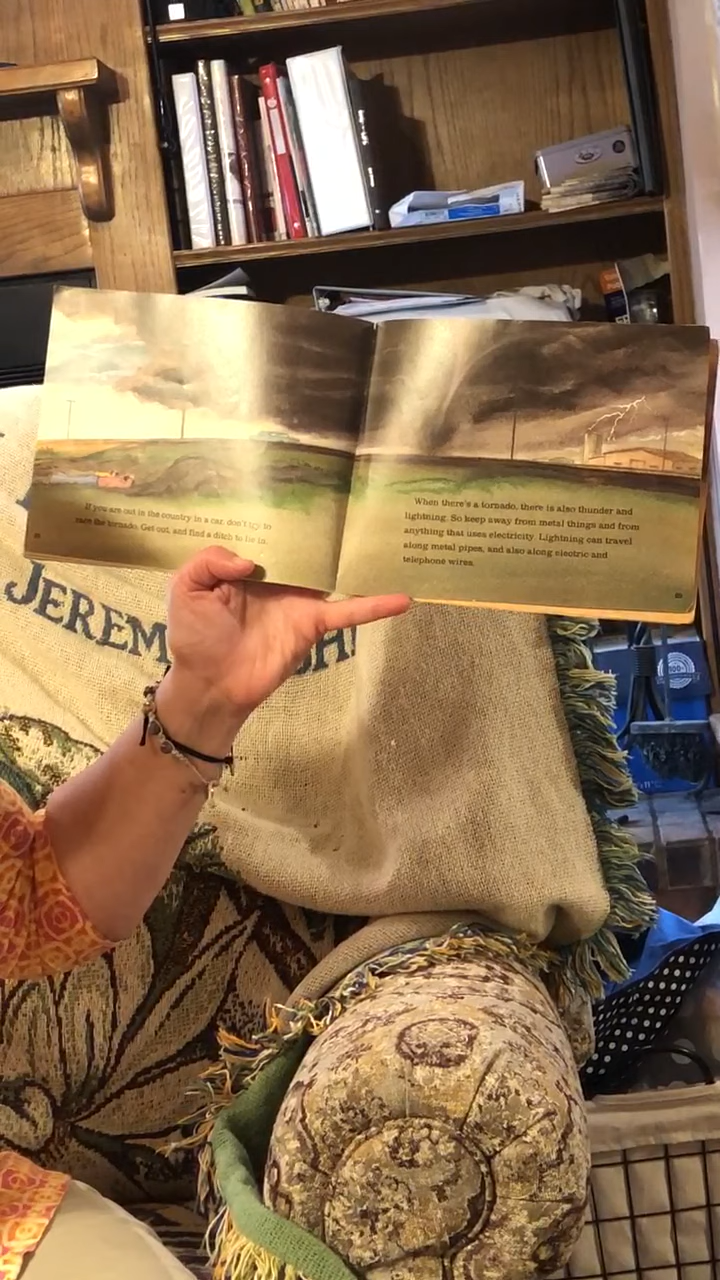 If you are out in the country in a car, don't try to
race the tornado. Get out, and find a ditch to lie in.
When there's a tornado, there is also thunder and
lightning. So keep away from metal things and from
anything that uses electricity. Lightning can travel
along metal pipes, and also along electric and
telephone wires.
JEREM
H!